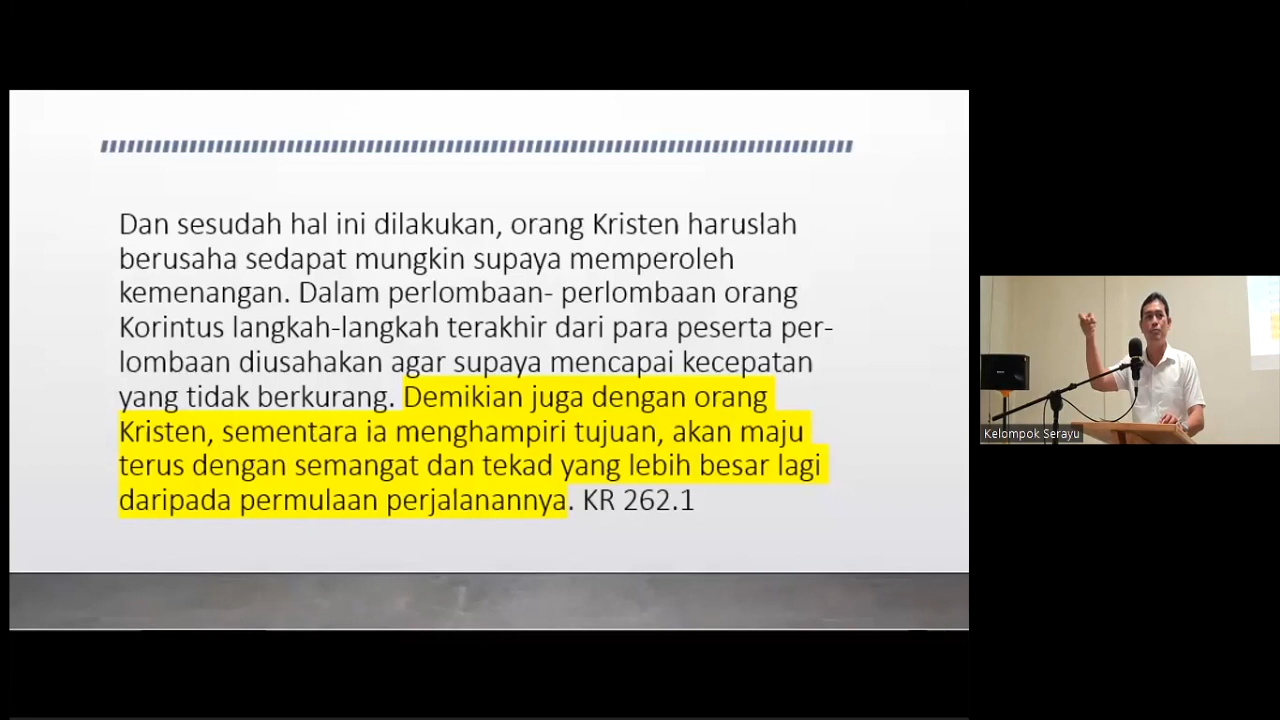 Dan sesudah hal ini dilakukan, orang Kristen haruslah
berusaha sedapat mungkin supaya memperoleh
kemenangan. Dalam perlombaan- perlombaan orang
Korintus langkah-langkah terakhir dari para peserta per-
lombaan diusahakan agar supaya mencapai kecepatan
yang tidak berkurang. Demikian juga dengan orang
Kristen, sementara ia menghampiri tujuan, akan maju
terus dengan semangat dan tekad yang lebih besar lagi
daripada permulaan perjalanannya. KR 262.1
Kelompok Serayu